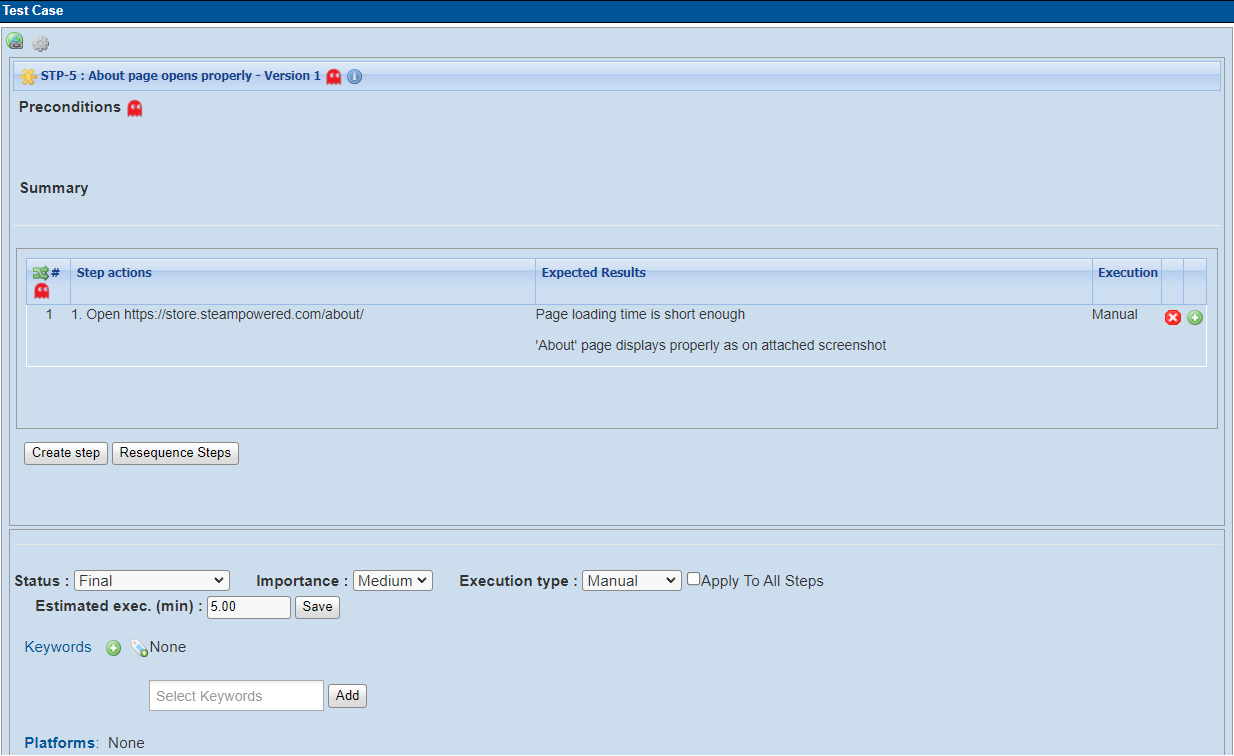 Test Case
STP-5 : About page opens properly - Version 1
Preconditions
Summary
# Step actions Expected Results Execution
1 1. Open https://store.steampowered.com/about/ Page loading time is short enough Manual
'About' page displays properly as on attached screenshot
Create step Resequence Steps
Status : Final Importance : Medium Execution type : Manual Apply To All Steps
Estimated exec. (min) : 5.00 Save
Keywords None
Select Keywords Add
Platforms: None